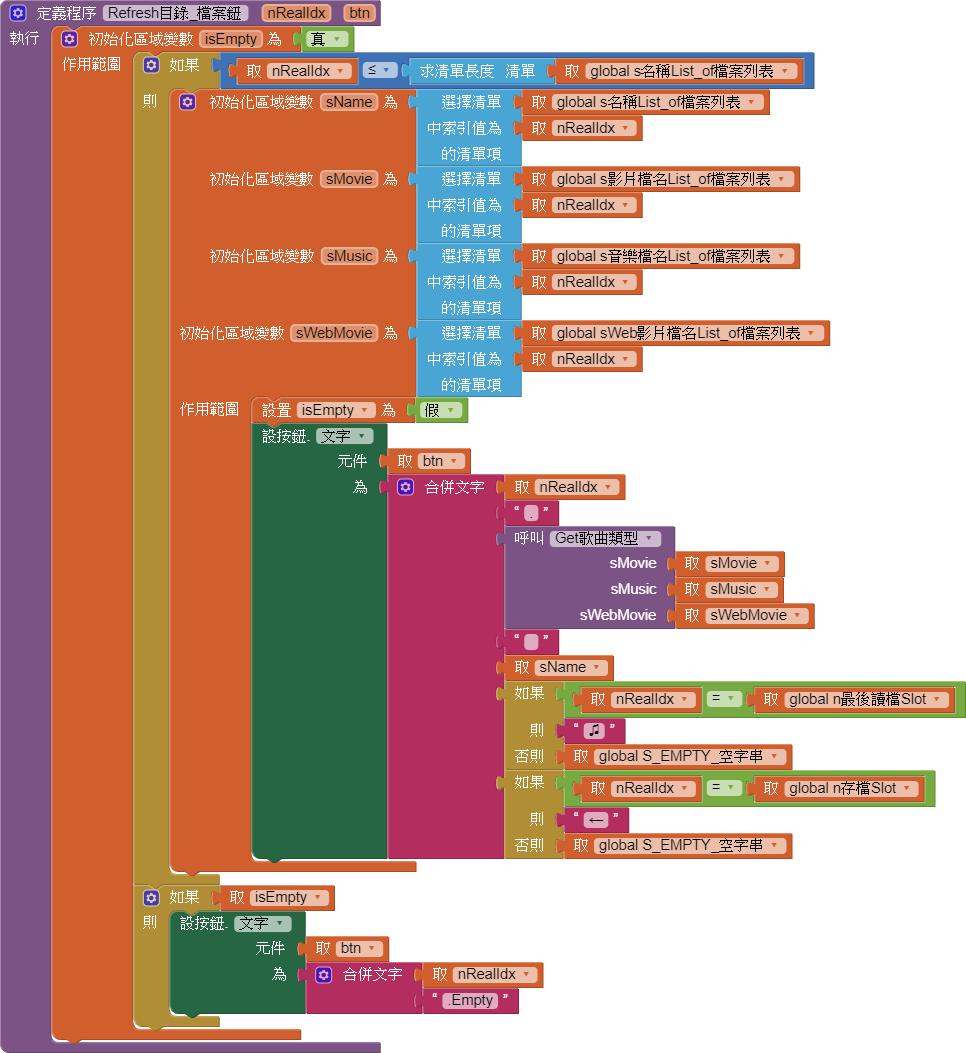 定義程序 Refresh目錄_檔案鈕 nRealIdx btn
執行 初始化區域變數 isEmpty 為 真
作用範圍 如果 取 nRealIdx ≤ 求清單長度 清單 取 global s名稱List_of檔案列表
則 初始化區域變數 sName 為 選擇清單 取 global s名稱List_of檔案列表
中索引值為 取 nRealIdx
的清單項
初始化區域變數 sMovie 為 選擇清單 取 global s影片檔名List_of檔案列表
中索引值為 取 nRealIdx
的清單項
初始化區域變數 sMusic 為 選擇清單 取 global s音樂檔名List_of檔案列表
中索引值為 取 nRealIdx
的清單項
初始化區域變數 sWebMovie 為 選擇清單 取 global sWeb影片檔名List_of檔案列表
中索引值為 取 nRealIdx
的清單項
作用範圍 設置 isEmpty 為 假
設按鈕. 文字
元件 取 btn
為 合併文字 取 nRealIdx
“ . ”
呼叫 Get歌曲類型
sMovie 取 sMovie
sMusic 取 sMusic
sWebMovie 取 sWebMovie
“ ”
取 sName
如果 取 nRealIdx = 取 global n最後讀檔Slot
則 “ ♫ ”
否則 取 global S_EMPTY_空字串
如果 取 nRealIdx = 取 global n存檔Slot
則 “ ← ”
否則 取 global S_EMPTY_空字串
如果 取 isEmpty
則 設按鈕. 文字
元件 取 btn
為 合併文字 取 nRealIdx
“ .Empty ”